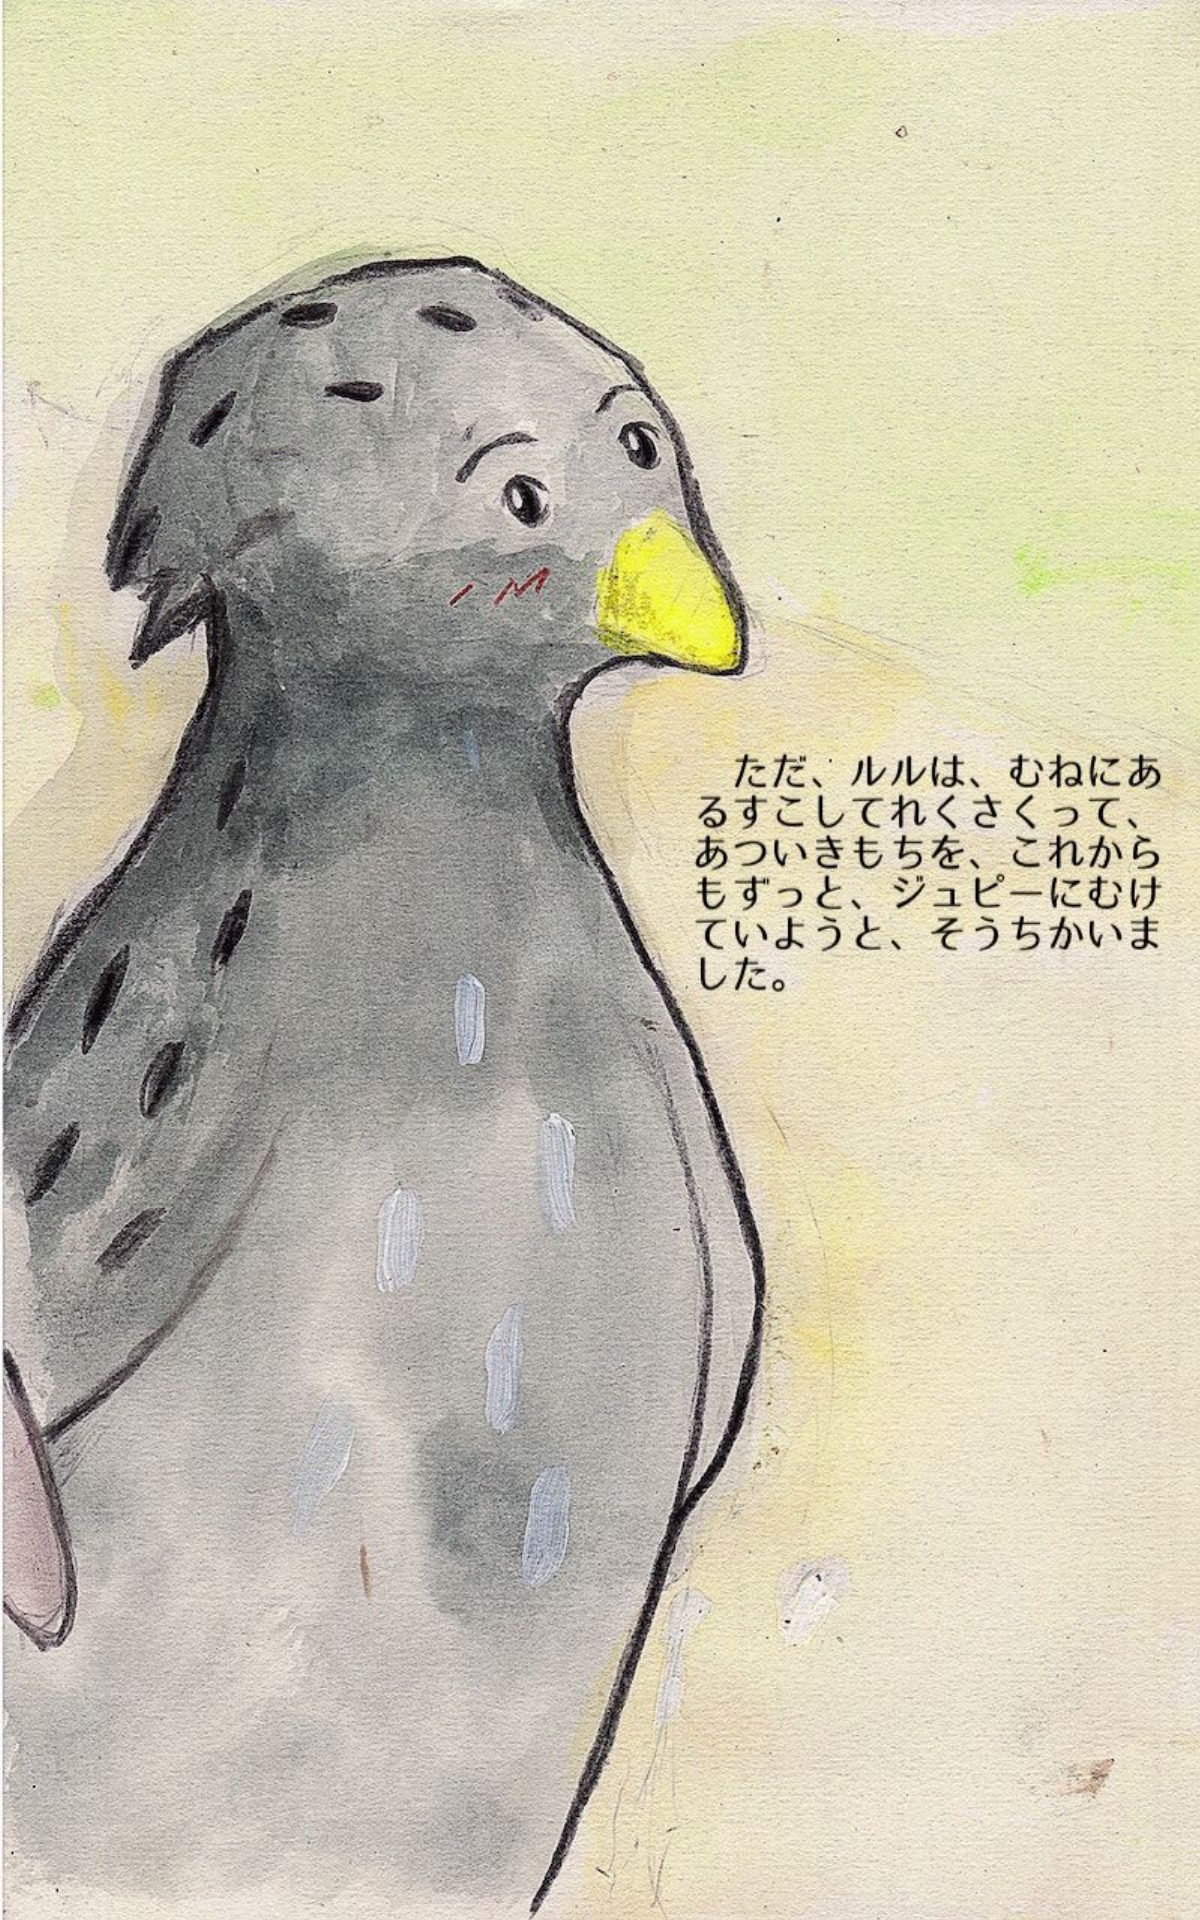 ただ、ルルは、むねにあ
るすこしてれくさくって、
あついきもちを、これから
もずっと、ジュピーにむけ
ていようと、そうちかいま
した。